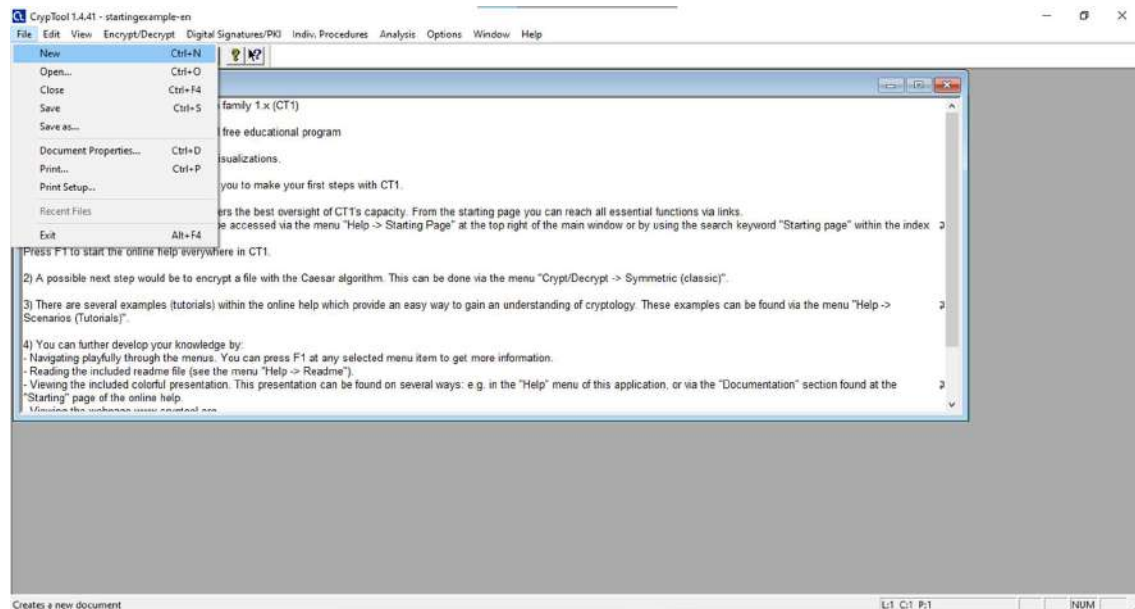 CrypTool 1.4.41 - startingexample-en
File Edit View Encrypt/Decrypt Digital Signatures/PKI Indiv. Procedures Analysis Options Window Help
New Ctrl+N
Open... Ctrl+O
Close Ctrl+F4
Save Ctrl+S
Save as...
Document Properties... Ctrl+D
Print... Ctrl+P
Print Setup...
Recent Files
Exit Alt+F4
family 1.x (CT1)
free educational program
isualizations.
you to make your first steps with CT1.
ers the best oversight of CT1's capacity. From the starting page you can reach all essential functions via links.
e accessed via the menu "Help -> Starting Page" at the top right of the main window or by using the search keyword "Starting page" within the index
Press F1 to start the online help everywhere in CT1.
2) A possible next step would be to encrypt a file with the Caesar algorithm. This can be done via the menu "Crypt/Decrypt -> Symmetric (classic)".
3) There are several examples (tutorials) within the online help which provide an easy way to gain an understanding of cryptology. These examples can be found via the menu "Help ->
Scenarios (Tutorials)".
4) You can further develop your knowledge by:
- Navigating playfully through the menus. You can press F1 at any selected menu item to get more information.
- Reading the included readme file (see the menu "Help -> Readme").
- Viewing the included colorful presentation. This presentation can be found on several ways: e.g. in the "Help" menu of this application, or via the "Documentation" section found at the
"Starting" page of the online help.
- Viewing the webpage www.cryptool.org
Creates a new document
L:1 C:1 P:1
NUM